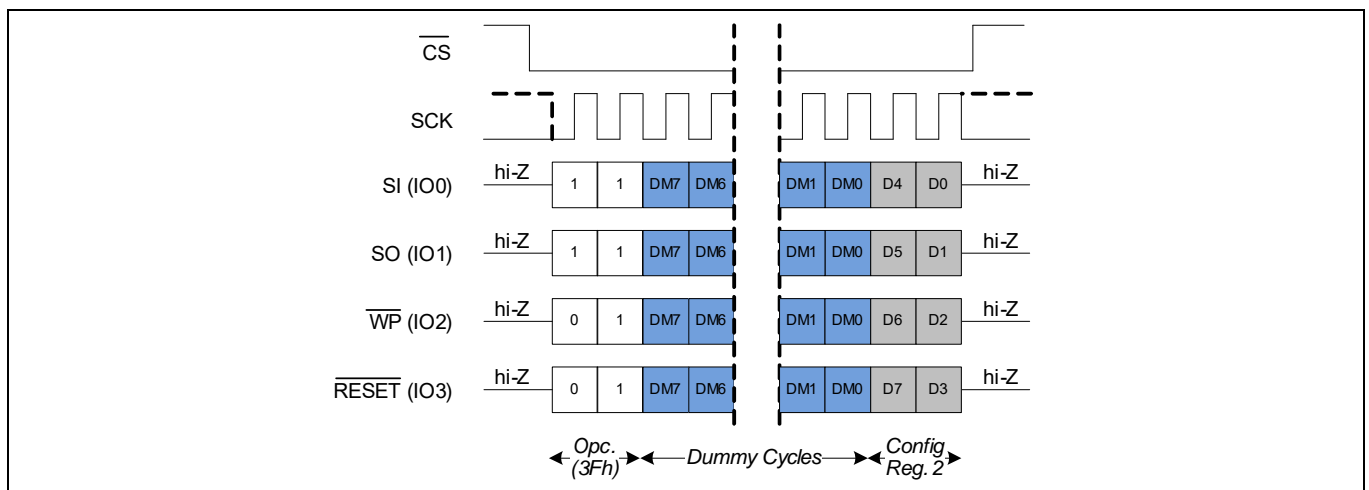 CS
SCK
SI (IO0) hi-Z 1 1 DM7 DM6 DM1 DM0 D4 D0 hi-Z
SO (IO1) hi-Z 1 1 DM7 DM6 DM1 DM0 D5 D1 hi-Z
WP (IO2) hi-Z 0 1 DM7 DM6 DM1 DM0 D6 D2 hi-Z
RESET (IO3) hi-Z 0 1 DM7 DM6 DM1 DM0 D7 D3 hi-Z
Opc. (3Fh) Dummy Cycles Config Reg. 2